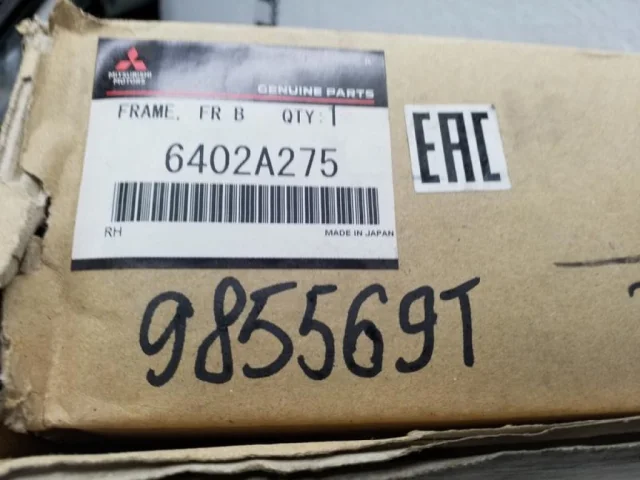 MITSUBISHI
MOTORS
GENUINE PARTS
FRAME, FR B QTY:1
6402A275
RH
MADE IN JAPAN
EAC
985569T